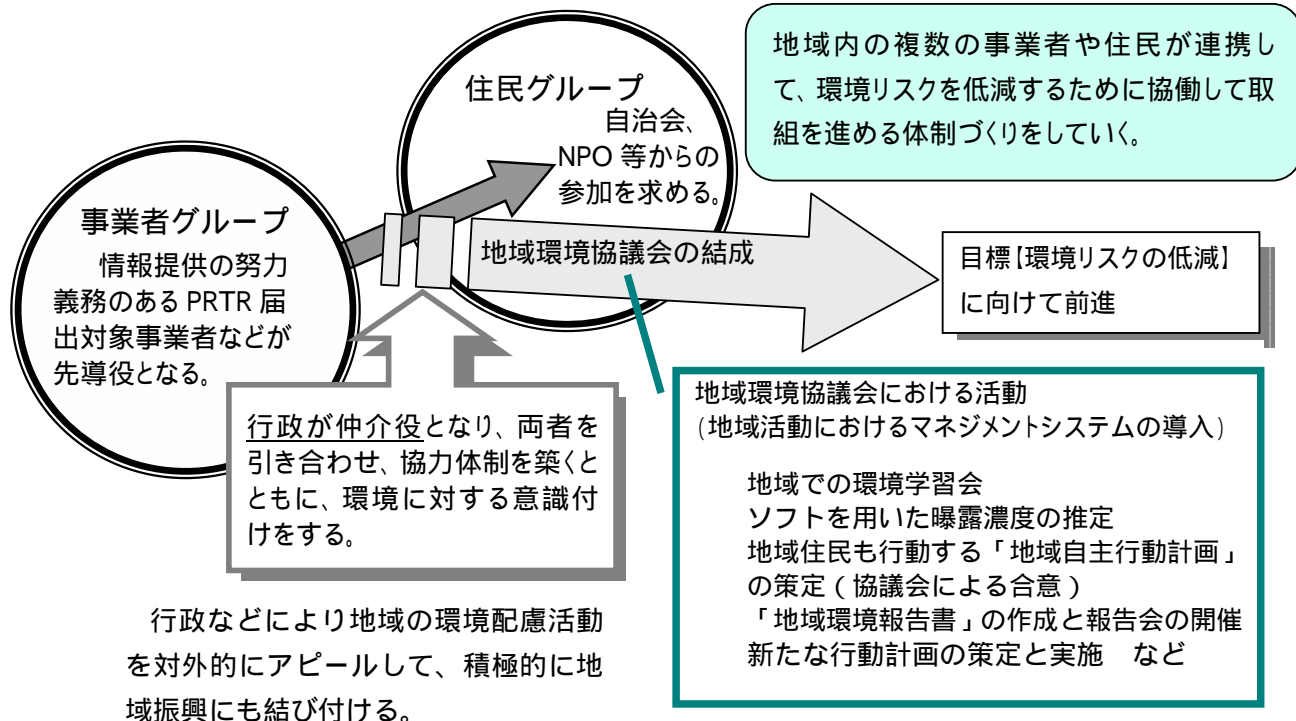 地域内の複数の事業者や住民が連携し
て、環境リスクを低減するために協働して取
組を進める体制づくりをしていく。
住民グループ
自治会、
NPO 等からの
参加を求める。
事業者グループ
情報提供の努力
義務のある PRTR 届
出対象事業者などが
先導役となる。
地域環境協議会の結成
目標【環境リスクの低減】
に向けて前進
行政が仲介役となり、両者を
引き合わせ、協力体制を築くと
ともに、環境に対する意識付
けをする。
地域環境協議会における活動
(地域活動におけるマネジメントシステムの導入)
地域での環境学習会
ソフトを用いた曝露濃度の推定
地域住民も行動する「地域自主行動計画」
の策定(協議会による合意)
「地域環境報告書」の作成と報告会の開催
新たな行動計画の策定と実施　など
行政などにより地域の環境配慮活動
を対外的にアピールして、積極的に地
域振興にも結び付ける。